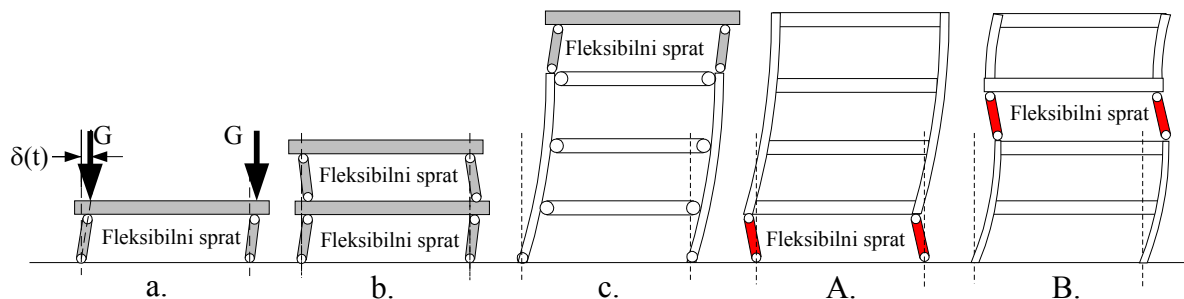 Fleksibilni sprat
G
G
δ(t)
Fleksibilni sprat
Fleksibilni sprat
Fleksibilni sprat
Fleksibilni sprat
Fleksibilni sprat
a.
b.
c.
A.
B.